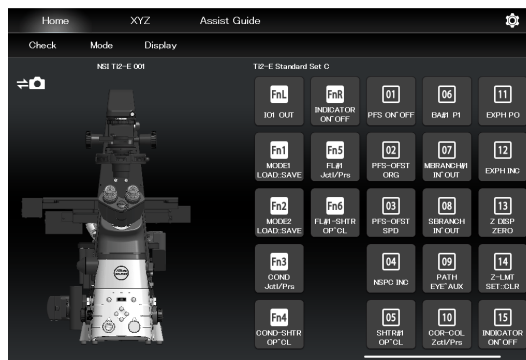 Home XYZ Assist Guide
Check Mode Display
NSI Ti2-E 001
Ti2-E Standard Set C
FnL
IO1 OUT
FnR
INDICATOR
ON^OFF
01
PFS ON^OFF
06
BA#1 P1
11
EXPH PO
Fn1
MODE1
LOAD::SAVE
Fn5
FL#1
Jctl/Prs
02
PFS-OFST
ORG
07
MEIRANCH#1
IN^OUT
12
EXPH INC
Fn2
MODE2
LOAD::SAVE
Fn6
FL#1-SHTR
OP^CL
03
PFS-OFST
SPD
08
SBRANCH
IN^OUT
13
Z DISP
ZERO
Fn3
COND
Jctl/Prs
04
NSPC INC
09
PATH
EYE^AUX
14
Z-LMT
SET::CLR
Fn4
COND-SHTR
OP^CL
05
SHTR#1
OP^CL
10
COR-COL
Zctl/Prs
15
INDICATOR
ON^OFF